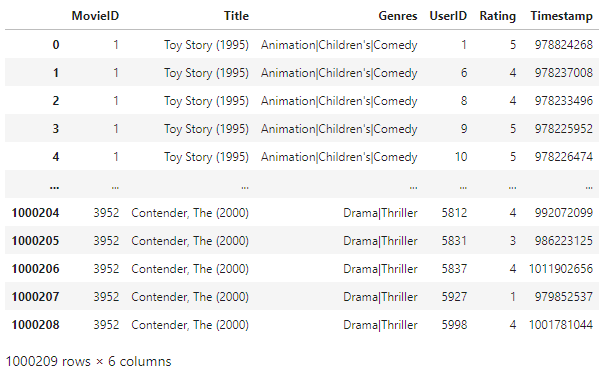 MovieID Title Genres UserID Rating Timestamp
0 1 Toy Story (1995) Animation|Children's|Comedy 1 5 978824268
1 1 Toy Story (1995) Animation|Children's|Comedy 6 4 978237008
2 1 Toy Story (1995) Animation|Children's|Comedy 8 4 978233496
3 1 Toy Story (1995) Animation|Children's|Comedy 9 5 978225952
4 1 Toy Story (1995) Animation|Children's|Comedy 10 5 978226474
... ... ... ... ... ... ...
1000204 3952 Contender, The (2000) Drama|Thriller 5812 4 992072099
1000205 3952 Contender, The (2000) Drama|Thriller 5831 3 986223125
1000206 3952 Contender, The (2000) Drama|Thriller 5837 4 1011902656
1000207 3952 Contender, The (2000) Drama|Thriller 5927 1 979852537
1000208 3952 Contender, The (2000) Drama|Thriller 5998 4 1001781044
1000209 rows × 6 columns